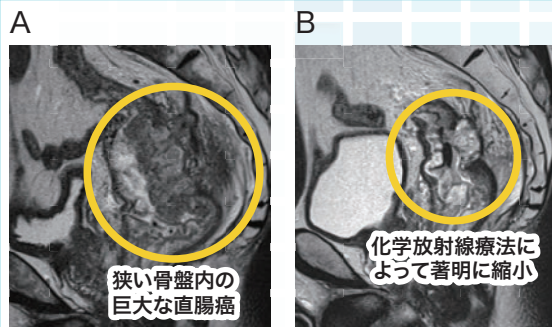 A
B
狭い骨盤内の
巨大な直腸癌
化学放射線療法に
よって著明に縮小